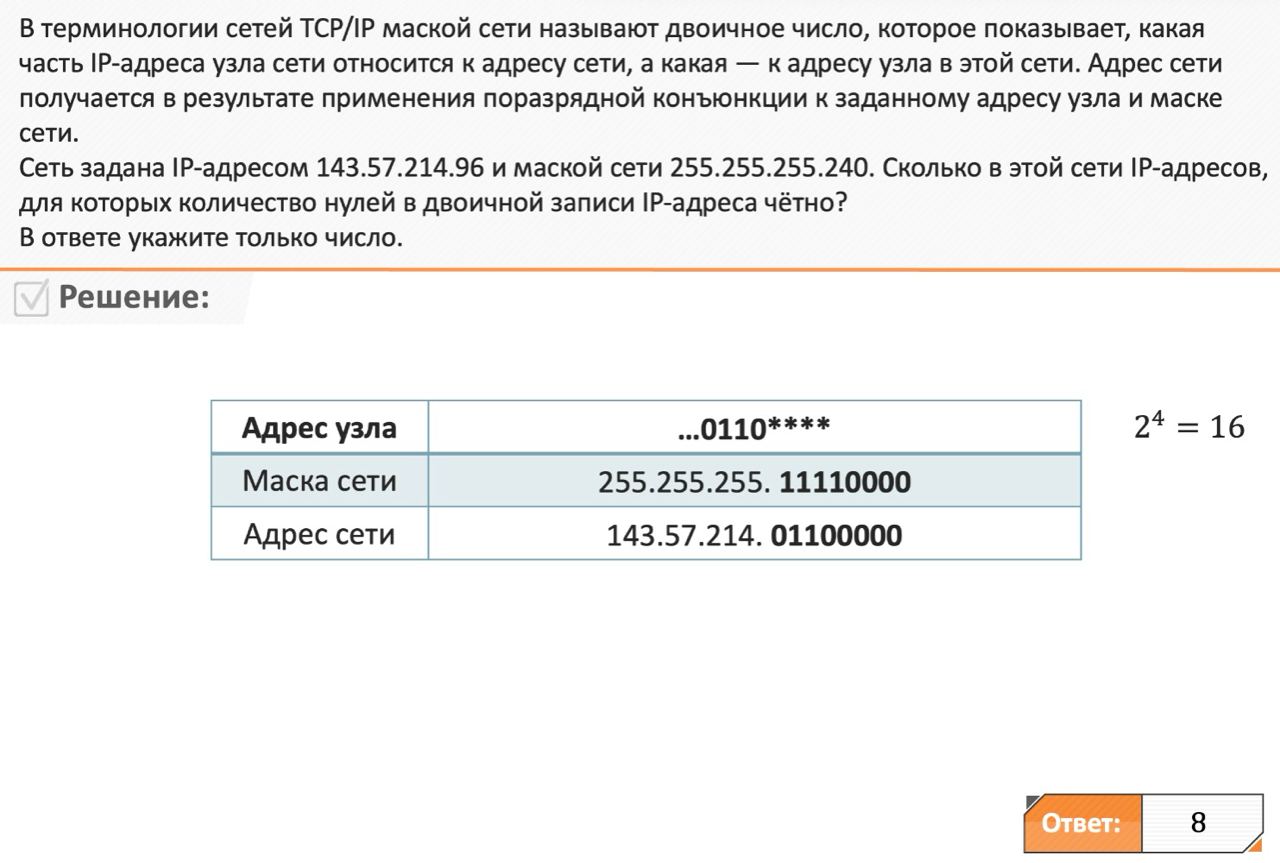 В терминологии сетей TCP/IP маской сети называют двоичное число, которое показывает, какая
часть IP-адреса узла сети относится к адресу сети, а какая — к адресу узла в этой сети. Адрес сети
получается в результате применения поразрядной конъюнкции к заданному адресу узла и маске
сети.
Сеть задана IP-адресом 143.57.214.96 и маской сети 255.255.255.240. Сколько в этой сети IP-адресов,
для которых количество нулей в двоичной записи IP-адреса чётно?
В ответе укажите только число.
Решение:
Адрес узла ...0110**** 2⁴ = 16
Маска сети 255.255.255. 11110000
Адрес сети 143.57.214. 01100000
Ответ: 8